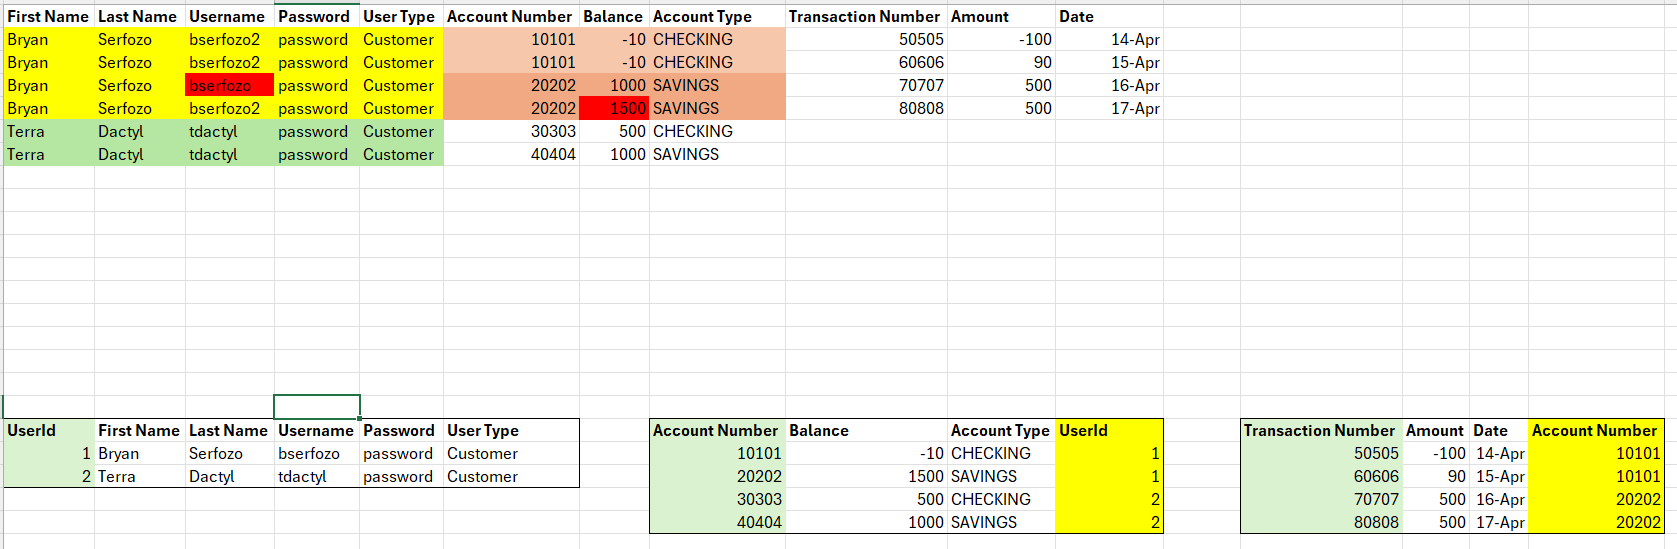 First Name Last Name Username Password User Type Account Number Balance Account Type Transaction Number Amount Date
Bryan Serfozo bserfozo2 password Customer 10101 -10 CHECKING 50505 -100 14-Apr
Bryan Serfozo bserfozo2 password Customer 10101 -10 CHECKING 60606 90 15-Apr
Bryan Serfozo bserfozo password Customer 20202 1000 SAVINGS 70707 500 16-Apr
Bryan Serfozo bserfozo2 password Customer 20202 1500 SAVINGS 80808 500 17-Apr
Terra Dactyl tdactyl password Customer 30303 500 CHECKING
Terra Dactyl tdactyl password Customer 40404 1000 SAVINGS
UserId First Name Last Name Username Password User Type Account Number Balance Account Type UserId Transaction Number Amount Date Account Number
1 Bryan Serfozo bserfozo password Customer 10101 -10 CHECKING 1 50505 -100 14-Apr 10101
2 Terra Dactyl tdactyl password Customer 20202 1500 SAVINGS 1 60606 90 15-Apr 10101
30303 500 CHECKING 2 70707 500 16-Apr 20202
40404 1000 SAVINGS 2 80808 500 17-Apr 20202